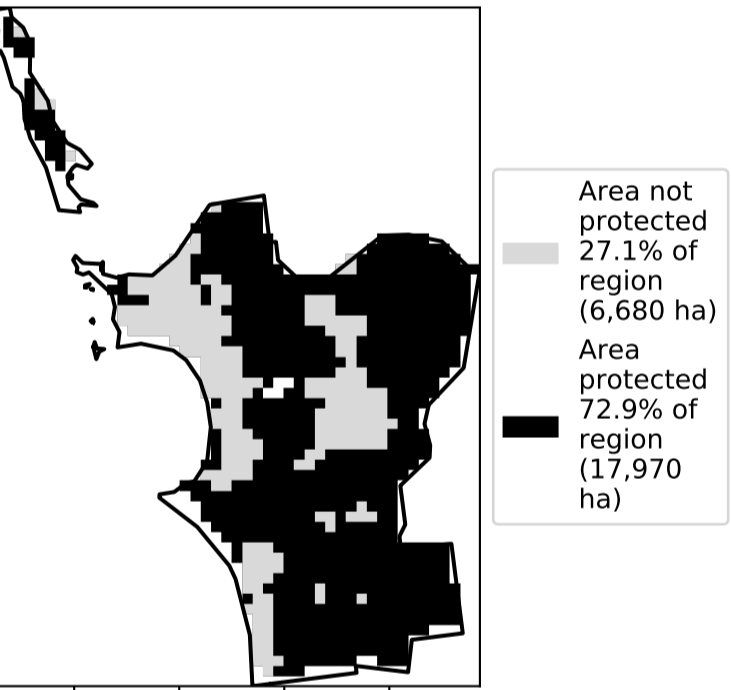 Area not
protected
27.1% of
region
(6,680 ha)
Area
protected
72.9% of
region
(17,970
ha)